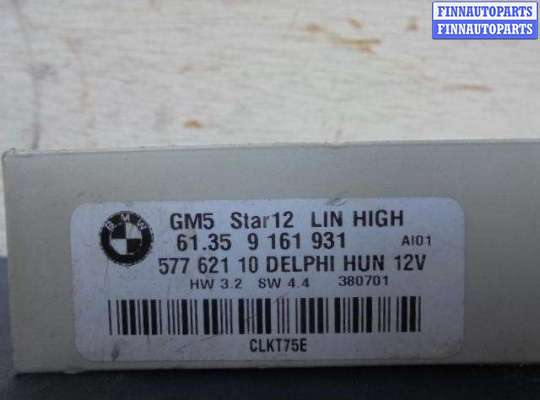 FINNAUTOPARTS
FINNAUTOPARTS
BMW
GM5 Star12 LIN HIGH
61.35 9 161 931 AI01
577 621 10 DELPHI HUN 12V
HW 3.2 SW 4.4 380701
CLKT75E